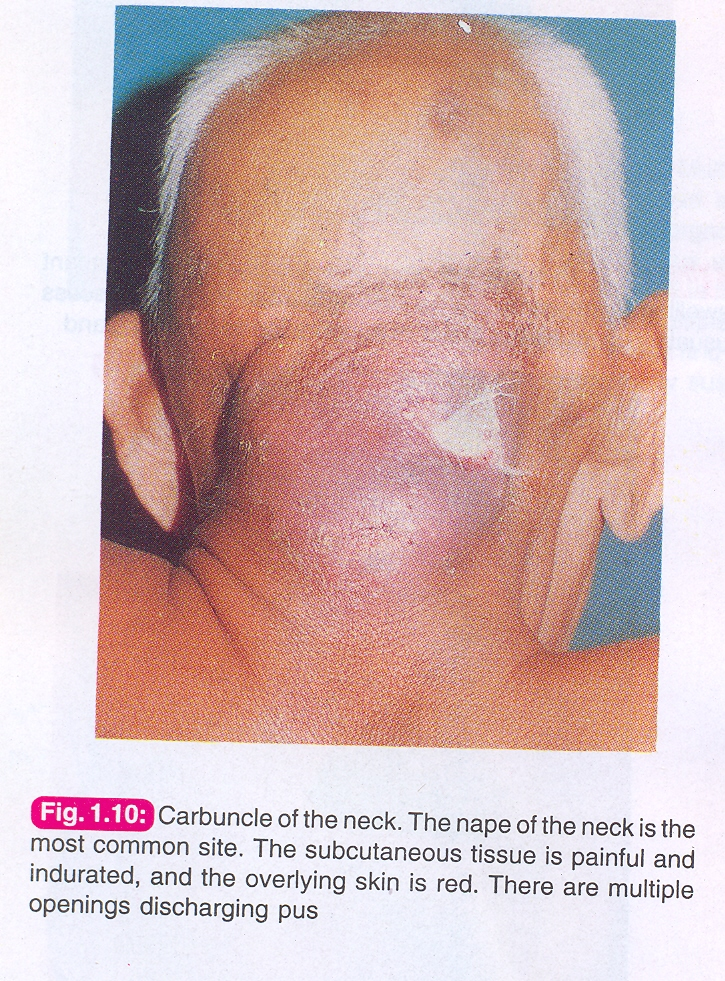 Fig. 1.10: Carbuncle of the neck. The nape of the neck is the
most common site. The subcutaneous tissue is painful and
indurated, and the overlying skin is red. There are multiple
openings discharging pus